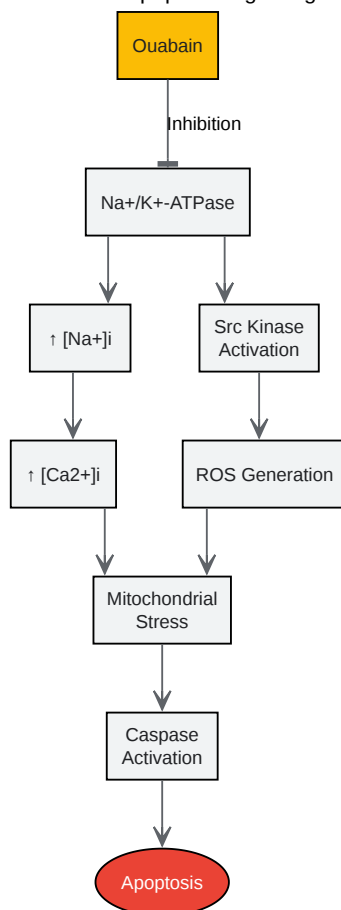 Ouabain
Inhibition
Na+/K+-ATPase
↑ [Na+]i
Src Kinase
Activation
↑ [Ca2+]i
ROS Generation
Mitochondrial
Stress
Caspase
Activation
Apoptosis